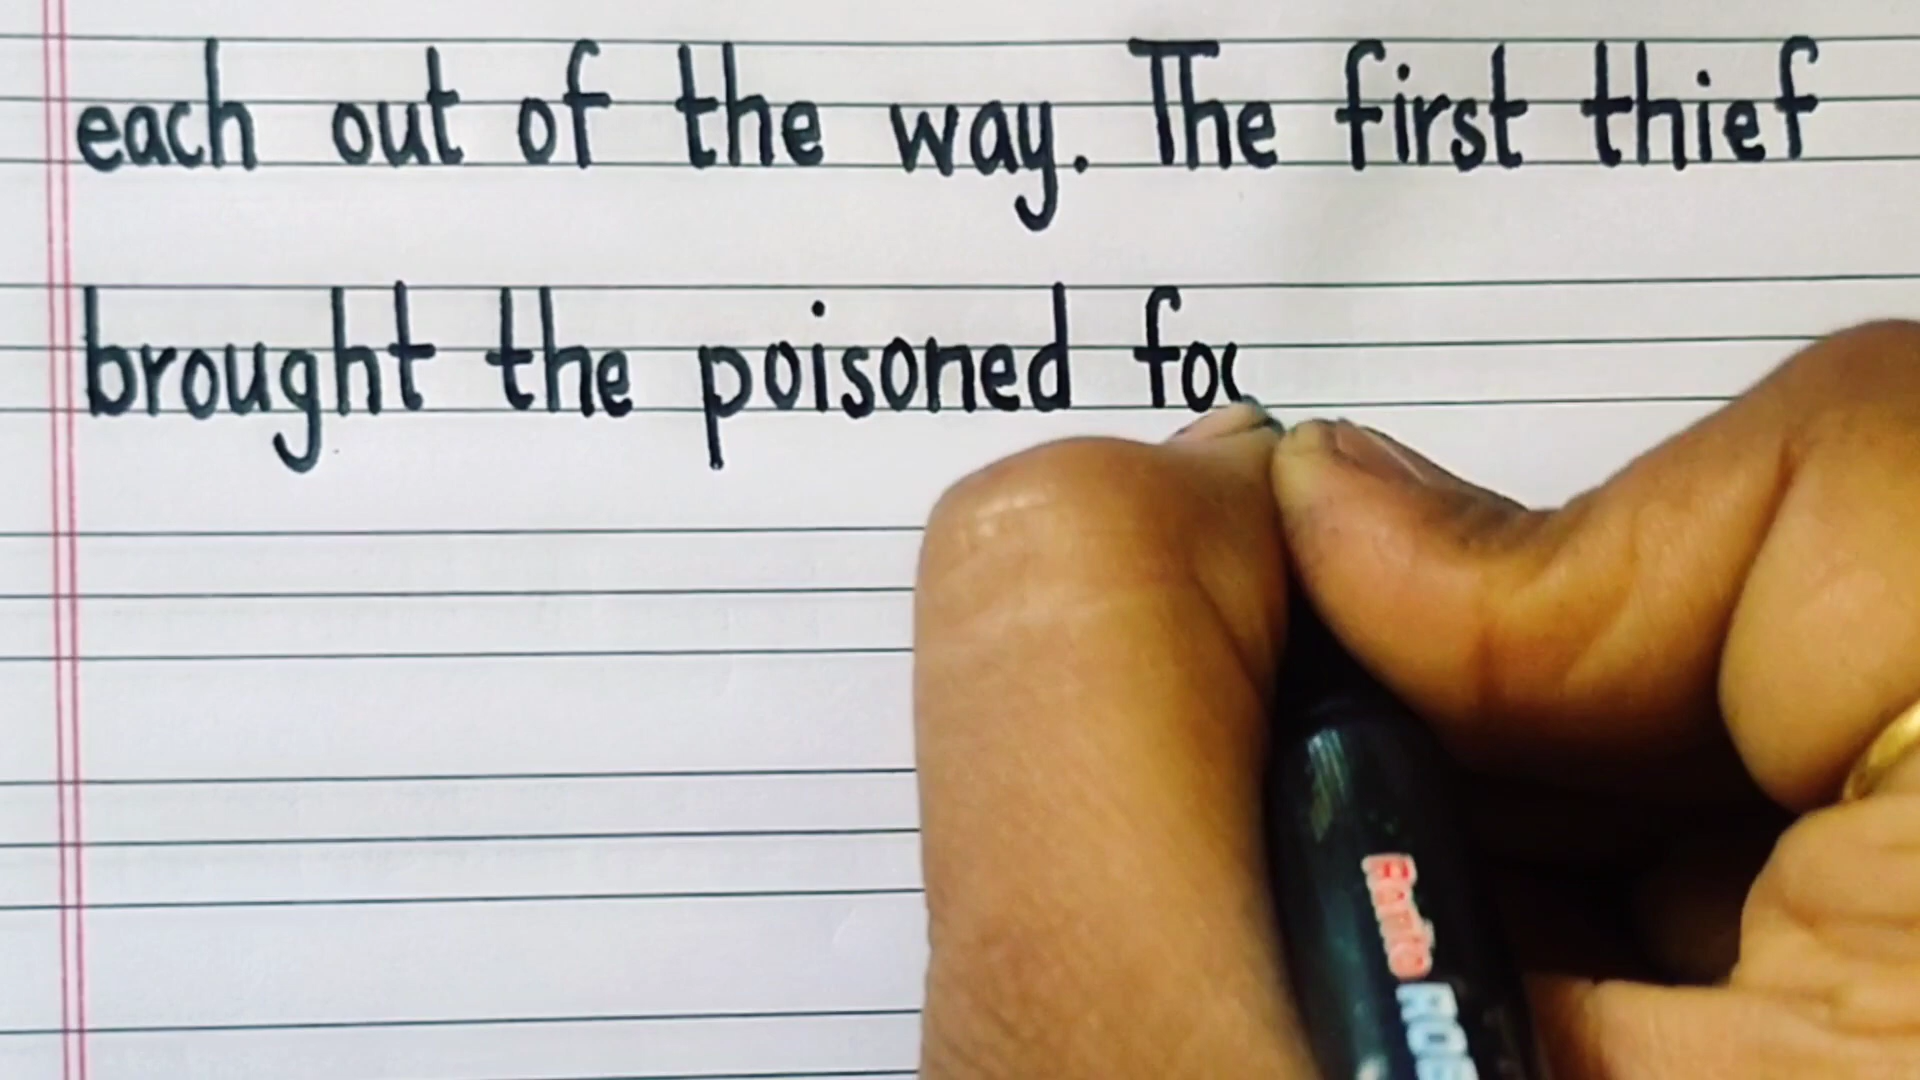 each out of the way. The first thief
brought the poisoned fo